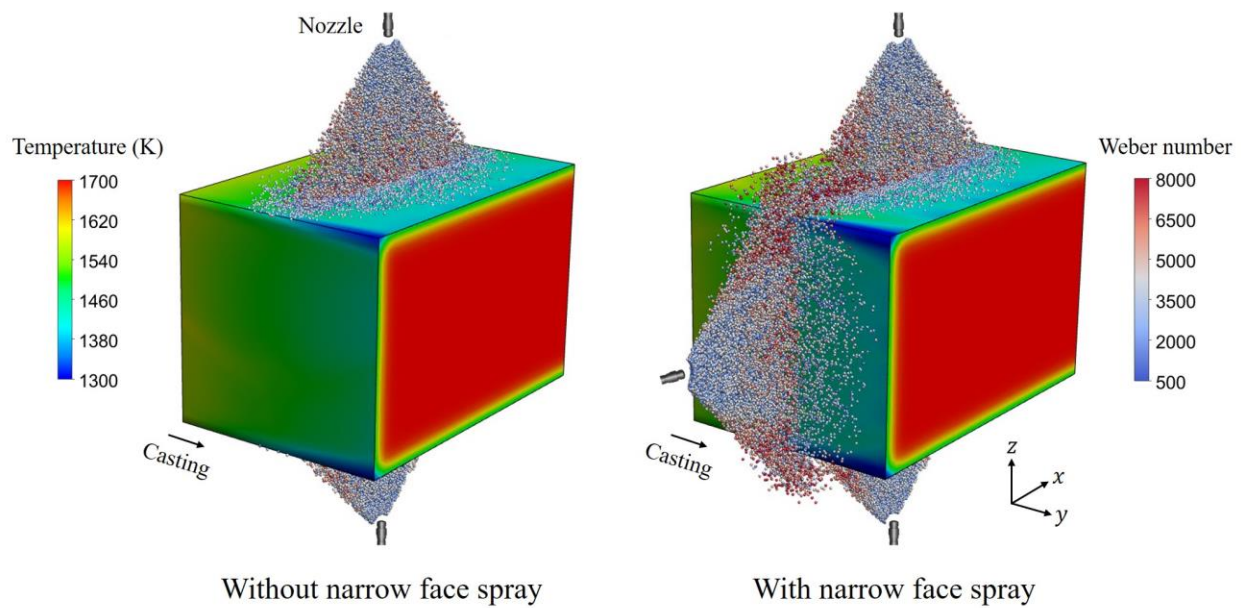 Nozzle
Temperature (K)
1700
1620
1540
1460
1380
1300
Casting
Without narrow face spray
Weber number
8000
6500
5000
3500
2000
500
Casting
z
x
y
With narrow face spray